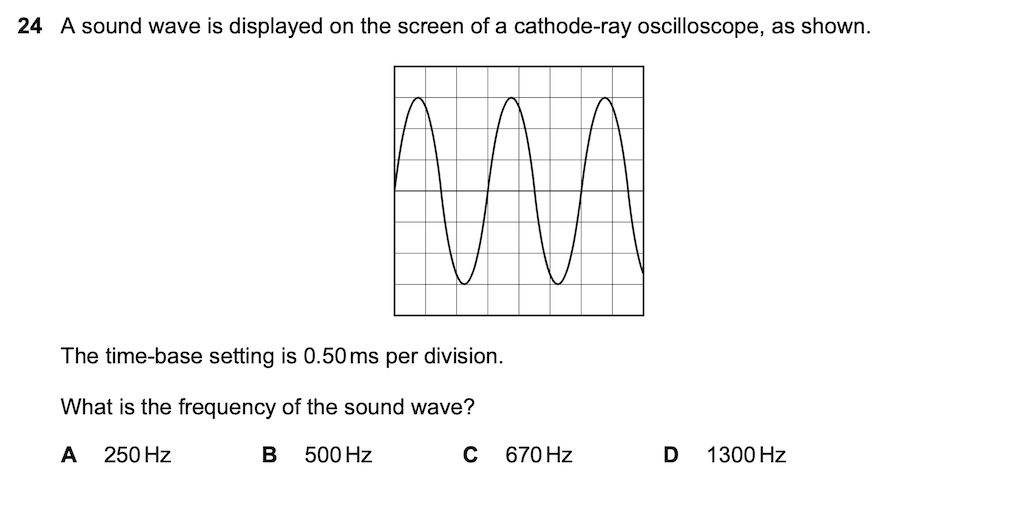 24 A sound wave is displayed on the screen of a cathode-ray oscilloscope, as shown.
The time-base setting is 0.50 ms per division.
What is the frequency of the sound wave?
A 250 Hz B 500 Hz C 670 Hz D 1300 Hz